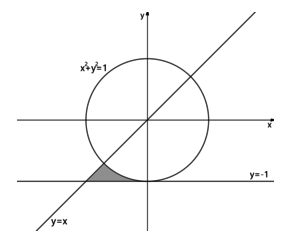 y
x²+y²=1
x
y=-1
y=x